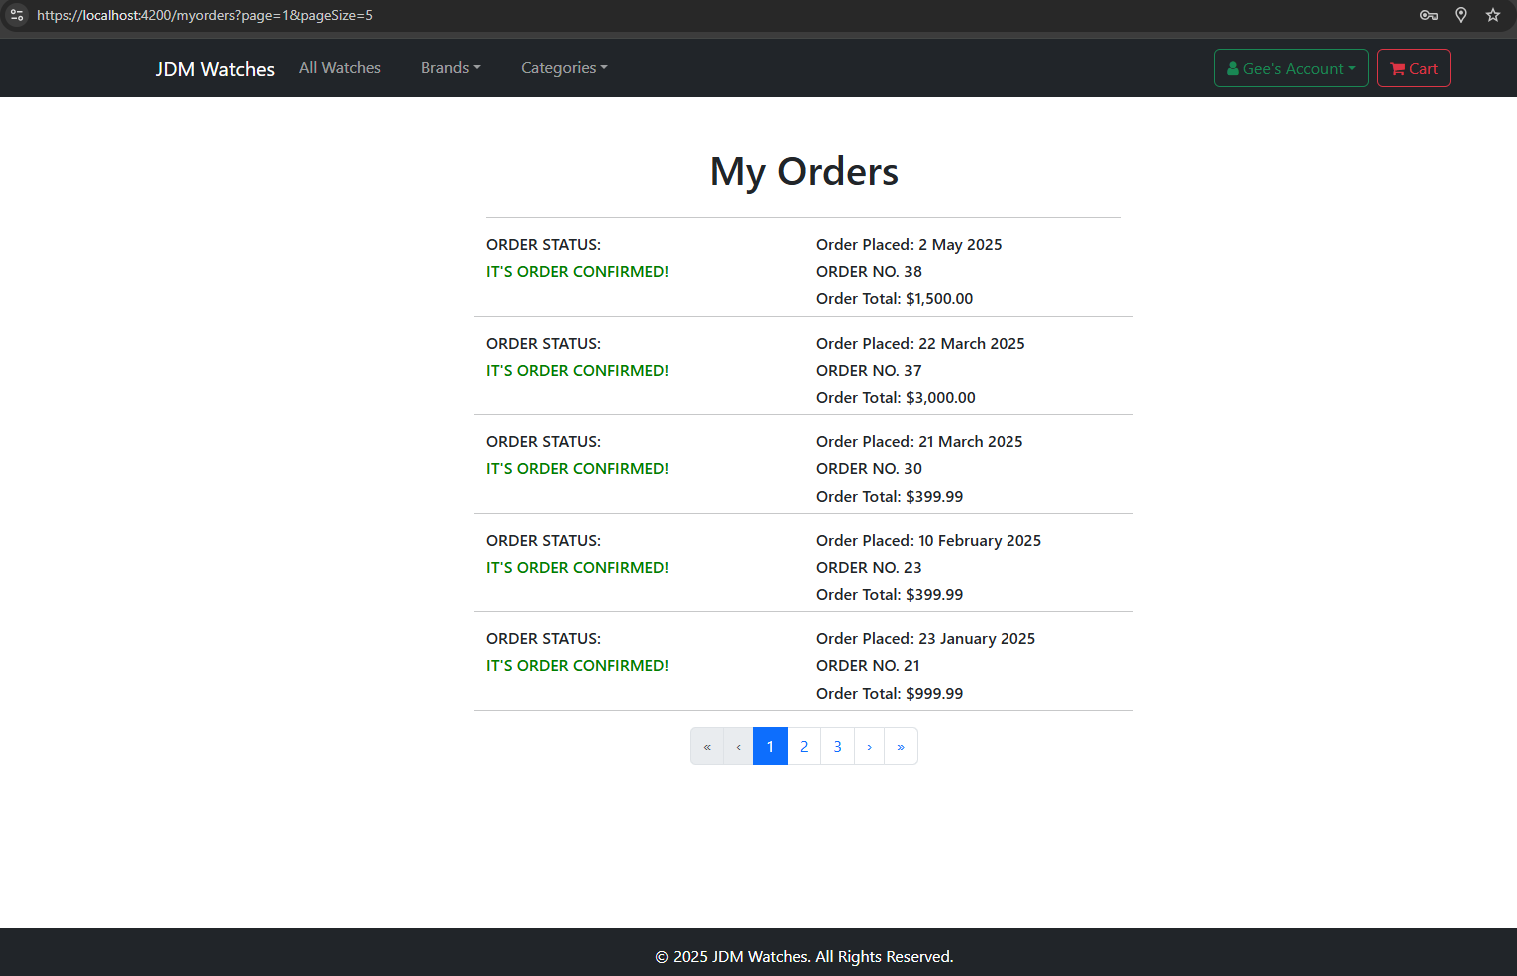 https://localhost:4200/myorders?page=1&pageSize=5
JDM Watches All Watches Brands Categories Gee's Account Cart
My Orders
ORDER STATUS: Order Placed: 2 May 2025
IT'S ORDER CONFIRMED! ORDER NO. 38
Order Total: $1,500.00
ORDER STATUS: Order Placed: 22 March 2025
IT'S ORDER CONFIRMED! ORDER NO. 37
Order Total: $3,000.00
ORDER STATUS: Order Placed: 21 March 2025
IT'S ORDER CONFIRMED! ORDER NO. 30
Order Total: $399.99
ORDER STATUS: Order Placed: 10 February 2025
IT'S ORDER CONFIRMED! ORDER NO. 23
Order Total: $399.99
ORDER STATUS: Order Placed: 23 January 2025
IT'S ORDER CONFIRMED! ORDER NO. 21
Order Total: $999.99
« ‹ 1 2 3 › »
© 2025 JDM Watches. All Rights Reserved.